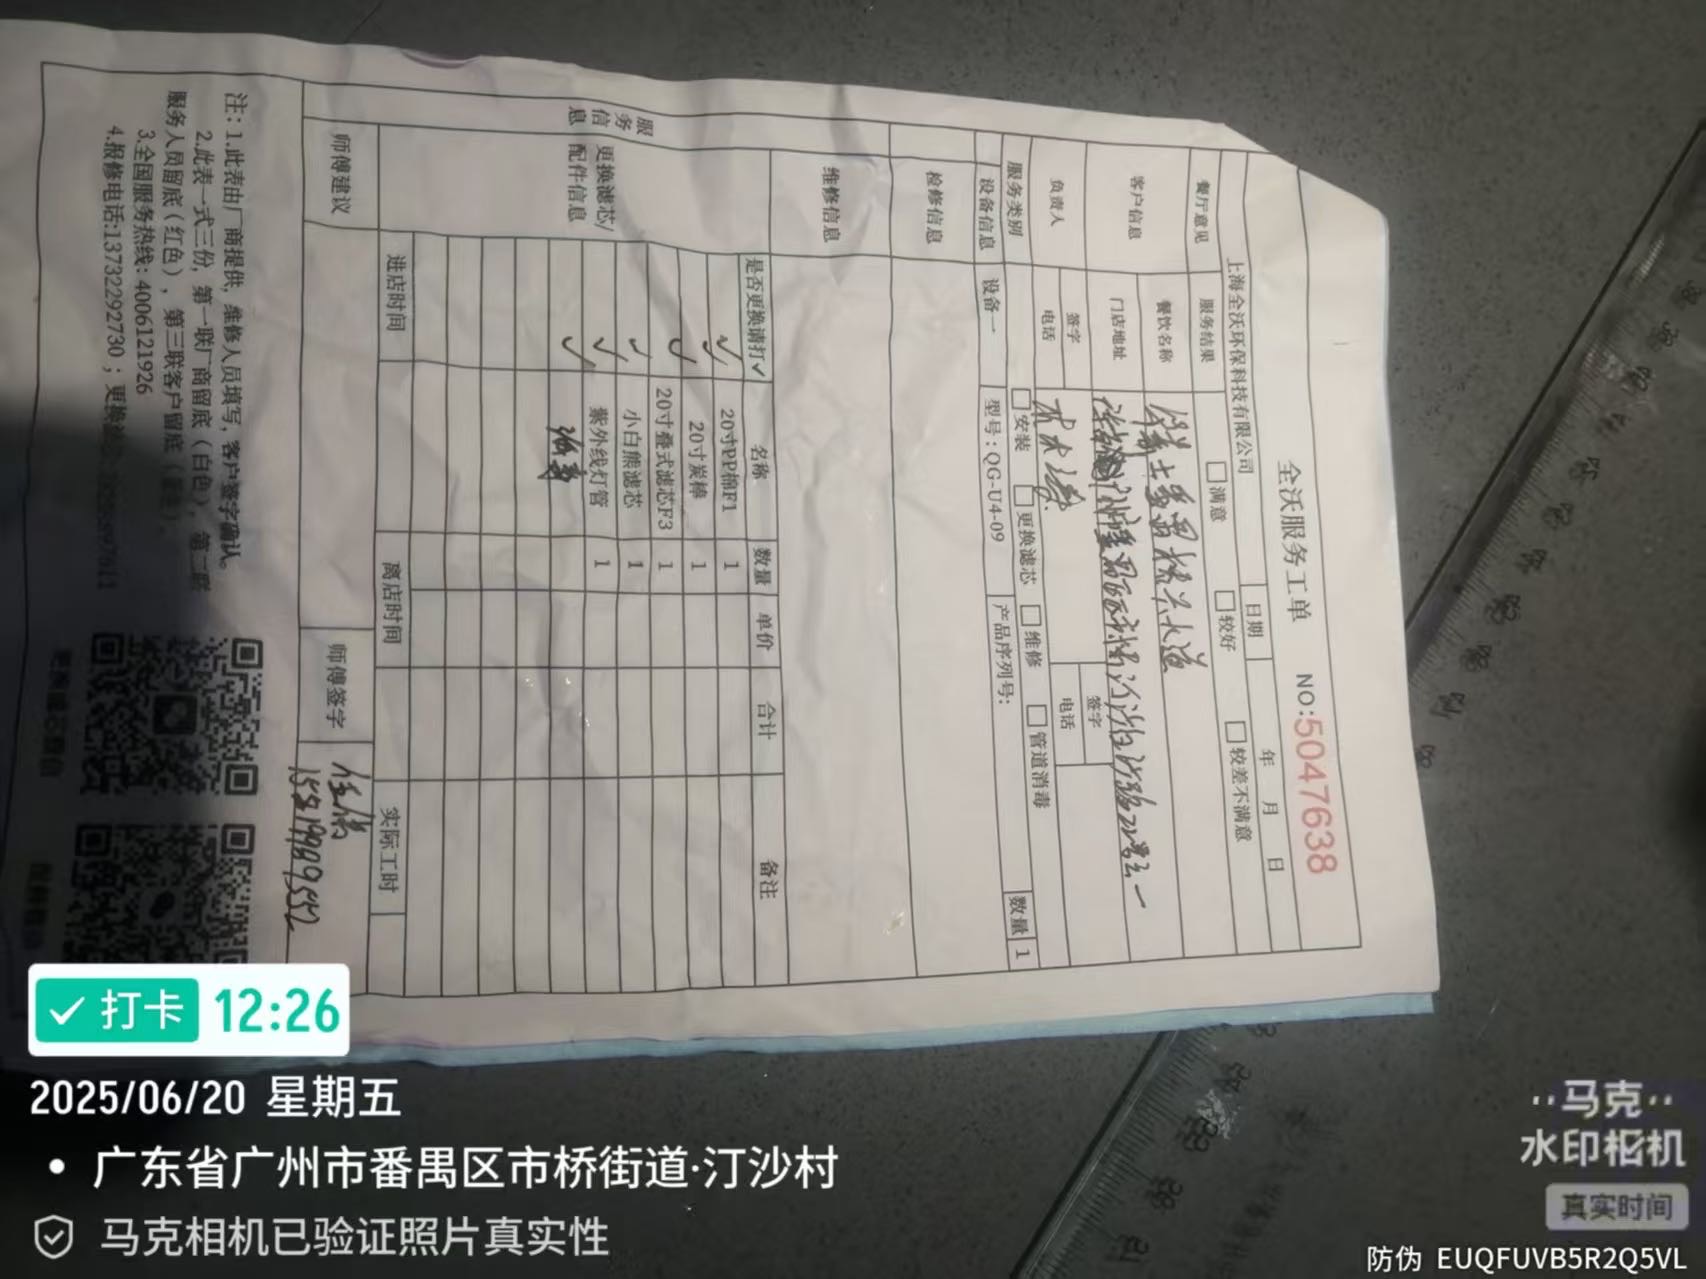 全沃服务工单 NO:5047638
上海全沃环保科技有限公司 日期 年 月 日
餐厅意见 服务结果 □满意 □较好 □较差不满意
客户信息 餐饮名称
门店地址
负责人 签字 签字
电话 电话
服务类别 □安装 □更换滤芯 □维修 □管道消毒
设备信息 设备一 型号:QG-U4-09 产品序列号: 数量 1
检修信息
维修信息
服务信息
更换滤芯/配件信息
是否更换请打✓ 名称 数量 单价 合计 备注
✓ 20寸PP棉F1 1
✓ 20寸炭棒 1
✓ 20寸叠式滤芯F3 1
✓ 小白熊滤芯 1
✓ 紫外线灯管 1
✓
进店时间 离店时间 实际工时
师傅建议 师傅签字
注:1.此表由厂商提供,维修人员填写,客户签字确认。
2.此表一式三份,第一联厂商留底(白色),第二联
服务人员留底(红色),第三联客户留底
3.全国服务热线:4006121926
4.报修电话:13732292730;更换滤芯
✓ 打卡 12:26
2025/06/20 星期五
• 广东省广州市番禺区市桥街道·汀沙村
马克相机已验证照片真实性
马克
水印相机
真实时间
防伪 EUQFUVB5R2Q5VL